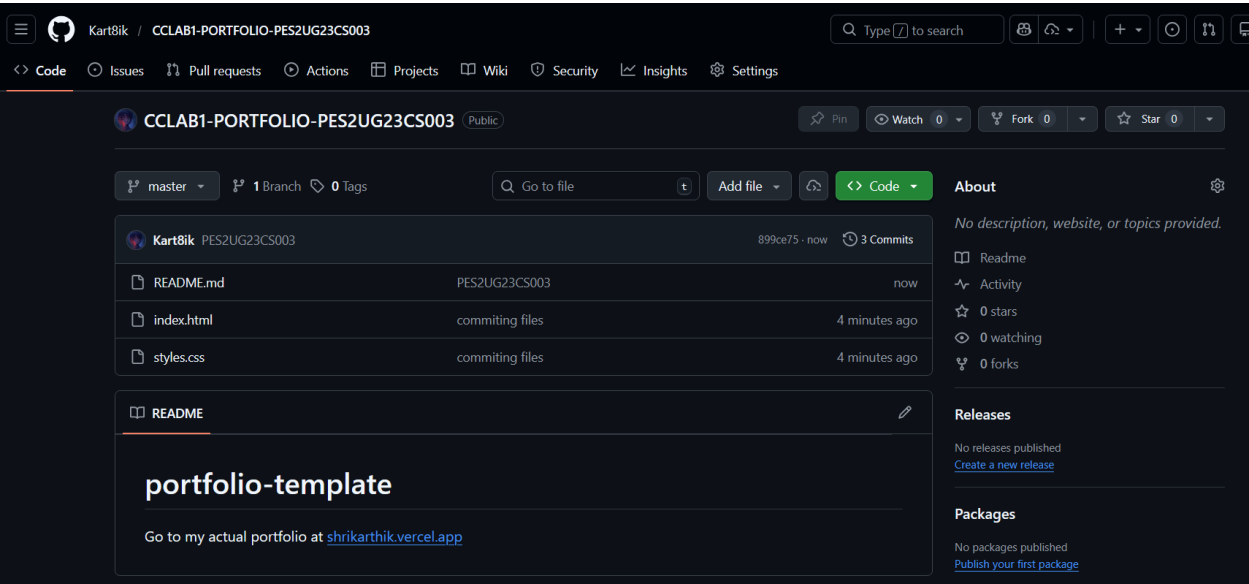 Kart8ik / CCLAB1-PORTFOLIO-PES2UG23CS003
Type / to search
Code Issues Pull requests Actions Projects Wiki Security Insights Settings
CCLAB1-PORTFOLIO-PES2UG23CS003 Public
Pin Watch 0 Fork 0 Star 0
master 1 Branch 0 Tags Go to file t Add file Code
Kart8ik PES2UG23CS003 899ce75 · now 3 Commits
README.md PES2UG23CS003 now
index.html commiting files 4 minutes ago
styles.css commiting files 4 minutes ago
README
portfolio-template
Go to my actual portfolio at shrikarthik.vercel.app
About
No description, website, or topics provided.
Readme
Activity
0 stars
0 watching
0 forks
Releases
No releases published
Create a new release
Packages
No packages published
Publish your first package